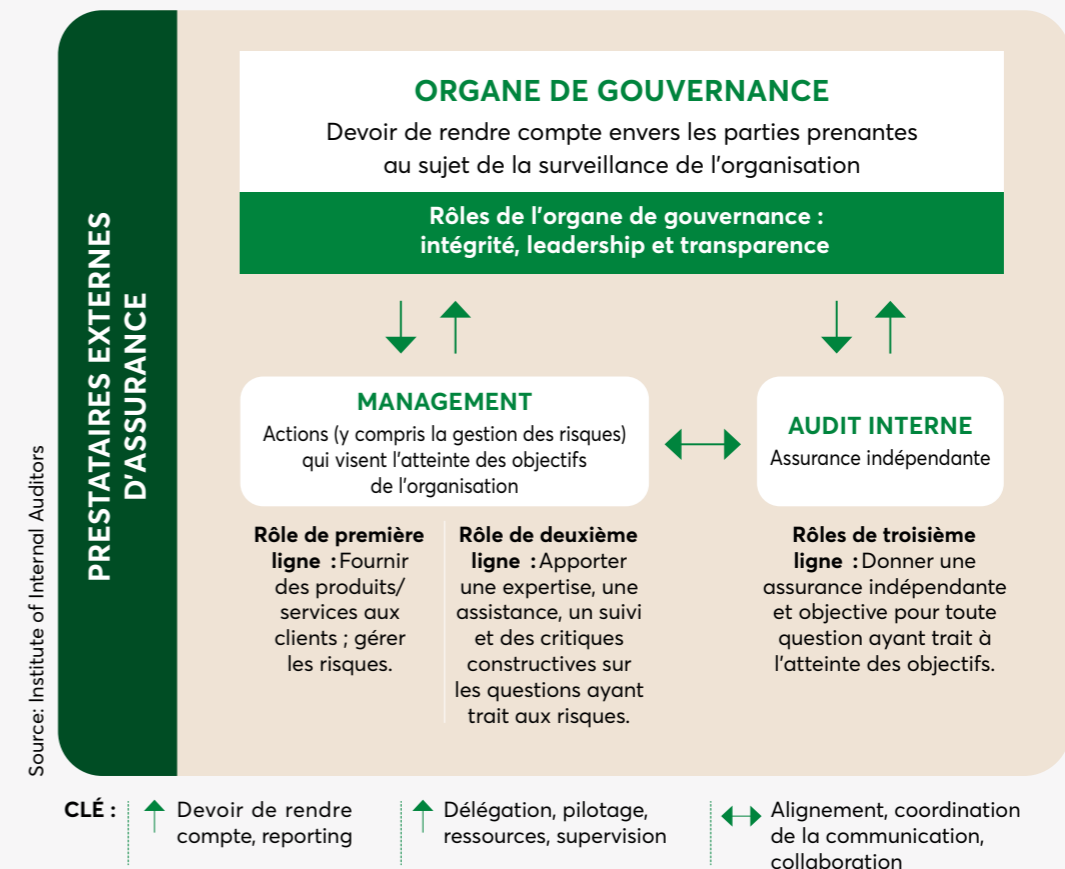 ORGANE DE GOUVERNANCE
Devoir de rendre compte envers les parties prenantes
au sujet de la surveillance de l'organisation
Rôles de l'organe de gouvernance :
intégrité, leadership et transparence
PRESTATAIRES EXTERNES
D'ASSURANCE
Source: Institute of Internal Auditors
MANAGEMENT
Actions (y compris la gestion des risques)
qui visent l'atteinte des objectifs
de l'organisation
AUDIT INTERNE
Assurance indépendante
Rôle de première
ligne : Fournir
des produits/
services aux
clients ; gérer
les risques.
Rôle de deuxième
ligne : Apporter
une expertise, une
assistance, un suivi
et des critiques
constructives sur
les questions ayant
trait aux risques.
Rôles de troisième
ligne : Donner une
assurance indépendante
et objective pour toute
question ayant trait à
l'atteinte des objectifs.
CLÉ :
Devoir de rendre
compte, reporting
Délégation, pilotage,
ressources, supervision
Alignement, coordination
de la communication,
collaboration